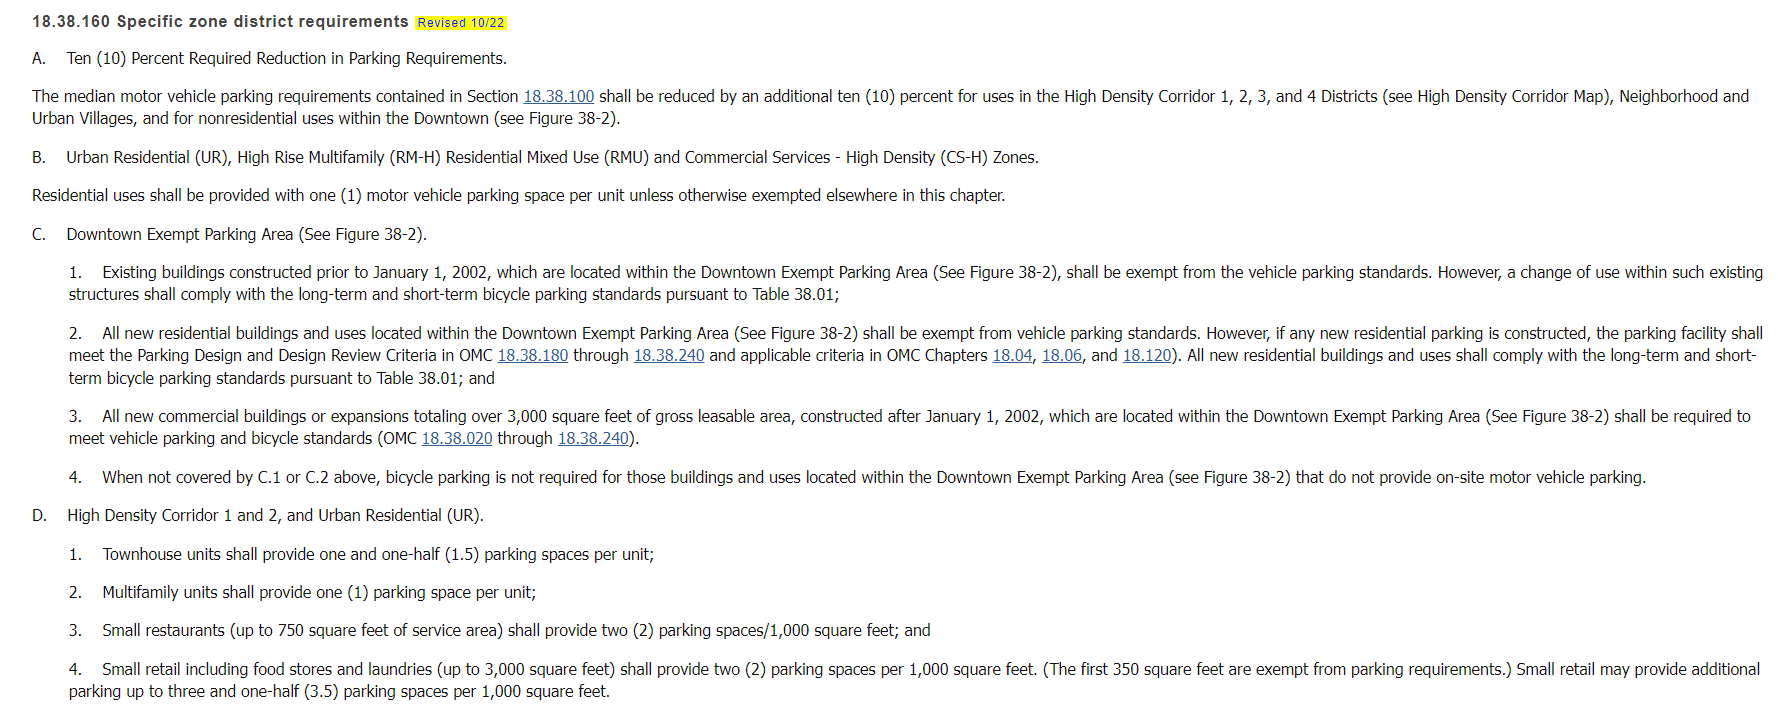 18.38.160 Specific zone district requirements Revised 10/22
A. Ten (10) Percent Required Reduction in Parking Requirements.
The median motor vehicle parking requirements contained in Section 18.38.100 shall be reduced by an additional ten (10) percent for uses in the High Density Corridor 1, 2, 3, and 4 Districts (see High Density Corridor Map), Neighborhood and
Urban Villages, and for nonresidential uses within the Downtown (see Figure 38-2).
B. Urban Residential (UR), High Rise Multifamily (RM-H) Residential Mixed Use (RMU) and Commercial Services - High Density (CS-H) Zones.
Residential uses shall be provided with one (1) motor vehicle parking space per unit unless otherwise exempted elsewhere in this chapter.
C. Downtown Exempt Parking Area (See Figure 38-2).
1. Existing buildings constructed prior to January 1, 2002, which are located within the Downtown Exempt Parking Area (See Figure 38-2), shall be exempt from the vehicle parking standards. However, a change of use within such existing
structures shall comply with the long-term and short-term bicycle parking standards pursuant to Table 38.01;
2. All new residential buildings and uses located within the Downtown Exempt Parking Area (See Figure 38-2) shall be exempt from vehicle parking standards. However, if any new residential parking is constructed, the parking facility shall
meet the Parking Design and Design Review Criteria in OMC 18.38.180 through 18.38.240 and applicable criteria in OMC Chapters 18.04, 18.06, and 18.120). All new residential buildings and uses shall comply with the long-term and short-
term bicycle parking standards pursuant to Table 38.01; and
3. All new commercial buildings or expansions totaling over 3,000 square feet of gross leasable area, constructed after January 1, 2002, which are located within the Downtown Exempt Parking Area (See Figure 38-2) shall be required to
meet vehicle parking and bicycle standards (OMC 18.38.020 through 18.38.240).
4. When not covered by C.1 or C.2 above, bicycle parking is not required for those buildings and uses located within the Downtown Exempt Parking Area (see Figure 38-2) that do not provide on-site motor vehicle parking.
D. High Density Corridor 1 and 2, and Urban Residential (UR).
1. Townhouse units shall provide one and one-half (1.5) parking spaces per unit;
2. Multifamily units shall provide one (1) parking space per unit;
3. Small restaurants (up to 750 square feet of service area) shall provide two (2) parking spaces/1,000 square feet; and
4. Small retail including food stores and laundries (up to 3,000 square feet) shall provide two (2) parking spaces per 1,000 square feet. (The first 350 square feet are exempt from parking requirements.) Small retail may provide additional
parking up to three and one-half (3.5) parking spaces per 1,000 square feet.